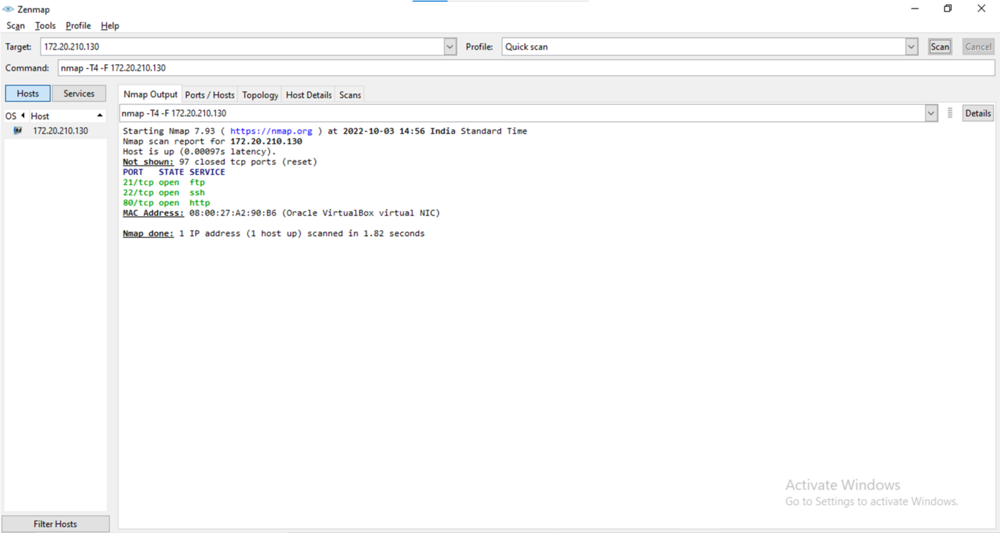 Zenmap
Scan Tools Profile Help
Target: 172.20.210.130 Profile: Quick scan Scan Cancel
Command: nmap -T4 -F 172.20.210.130
Hosts Services
Nmap Output Ports / Hosts Topology Host Details Scans
OS Host
172.20.210.130
nmap -T4 -F 172.20.210.130 Details
Starting Nmap 7.93 ( https://nmap.org ) at 2022-10-03 14:56 India Standard Time
Nmap scan report for 172.20.210.130
Host is up (0.00097s latency).
Not shown: 97 closed tcp ports (reset)
PORT   STATE SERVICE
21/tcp open  ftp
22/tcp open  ssh
80/tcp open  http
MAC Address: 08:00:27:A2:90:B6 (Oracle VirtualBox virtual NIC)
Nmap done: 1 IP address (1 host up) scanned in 1.82 seconds
Activate Windows
Go to Settings to activate Windows.
Filter Hosts